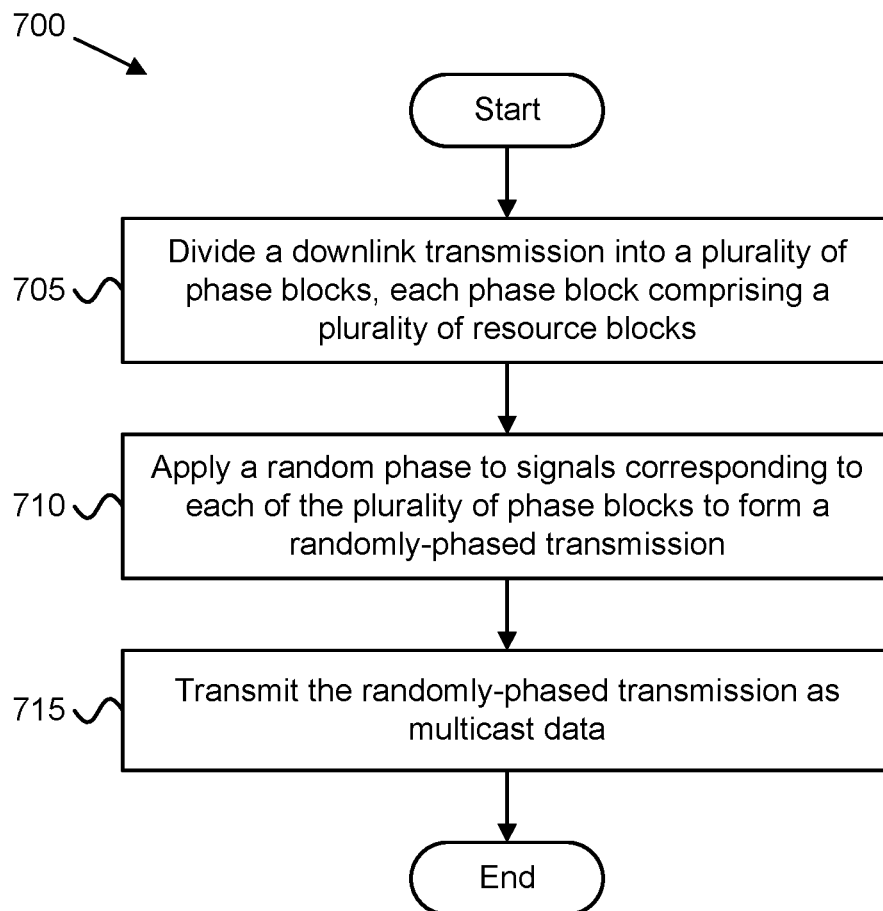 700
Start
705
Divide a downlink transmission into a plurality of
phase blocks, each phase block comprising a
plurality of resource blocks
710
Apply a random phase to signals corresponding to
each of the plurality of phase blocks to form a
randomly-phased transmission
715
Transmit the randomly-phased transmission as
multicast data
End